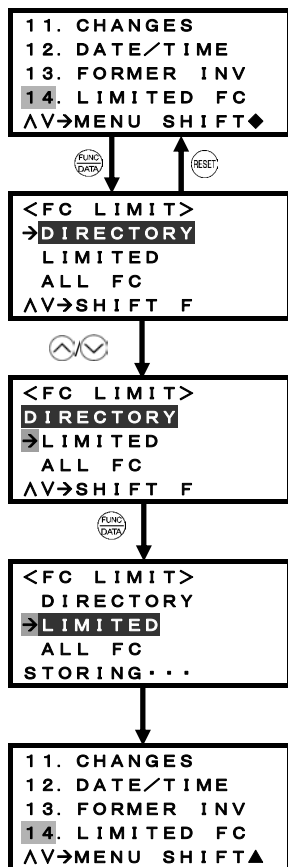 11. CHANGES
12. DATE/TIME
13. FORMER INV
14. LIMITED FC
∧∨→MENU SHIFT◆
FUNC
DATA
RESET
<FC LIMIT>
→DIRECTORY
LIMITED
ALL FC
∧∨→SHIFT F
∧/∨
<FC LIMIT>
DIRECTORY
→LIMITED
ALL FC
∧∨→SHIFT F
FUNC
DATA
<FC LIMIT>
DIRECTORY
→LIMITED
ALL FC
STORING···
11. CHANGES
12. DATE/TIME
13. FORMER INV
14. LIMITED FC
∧∨→MENU SHIFT▲